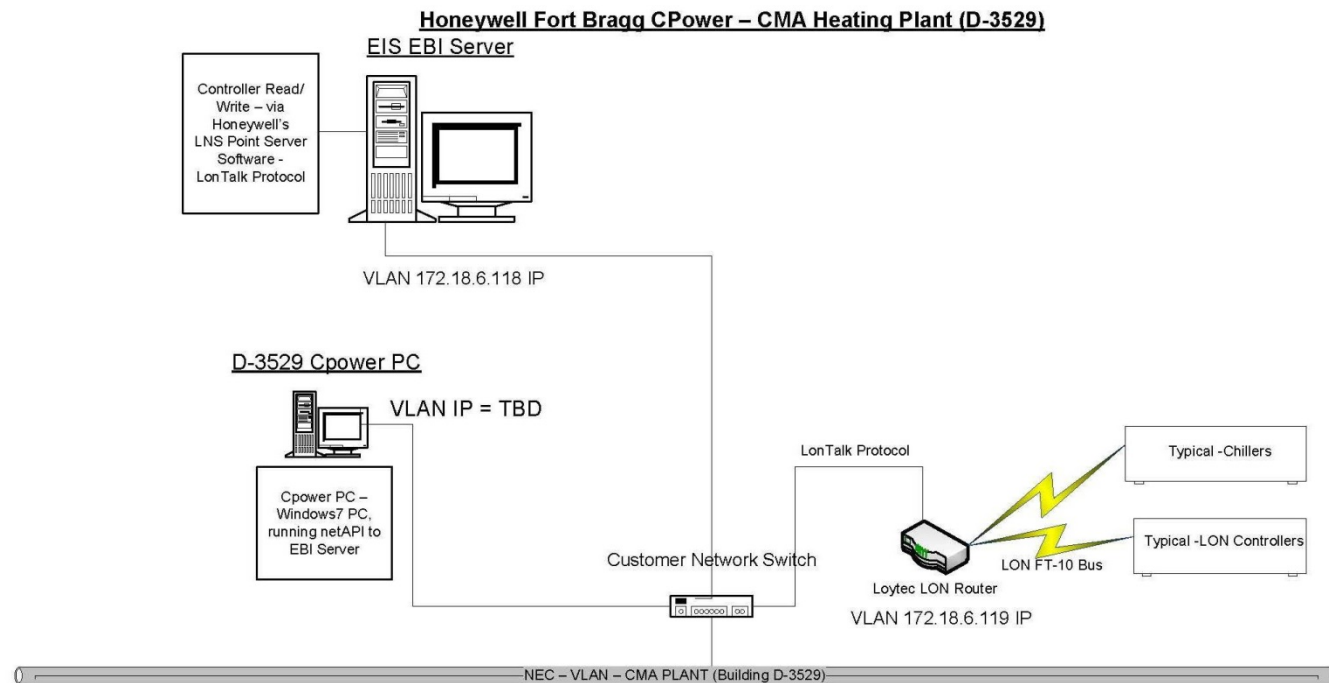 Honeywell Fort Bragg CPower – CMA Heating Plant (D-3529)
EIS EBI Server
Controller Read/
Write – via
Honeywell's
LNS Point Server
Software -
LonTalk Protocol
VLAN 172.18.6.118 IP
D-3529 Cpower PC
VLAN IP = TBD
Cpower PC –
Windows7 PC,
running netAPI to
EBI Server
Customer Network Switch
LonTalk Protocol
Typical -Chillers
Typical -LON Controllers
LON FT-10 Bus
Loytec LON Router
VLAN 172.18.6.119 IP
NEC – VLAN – CMA PLANT (Building D-3529)